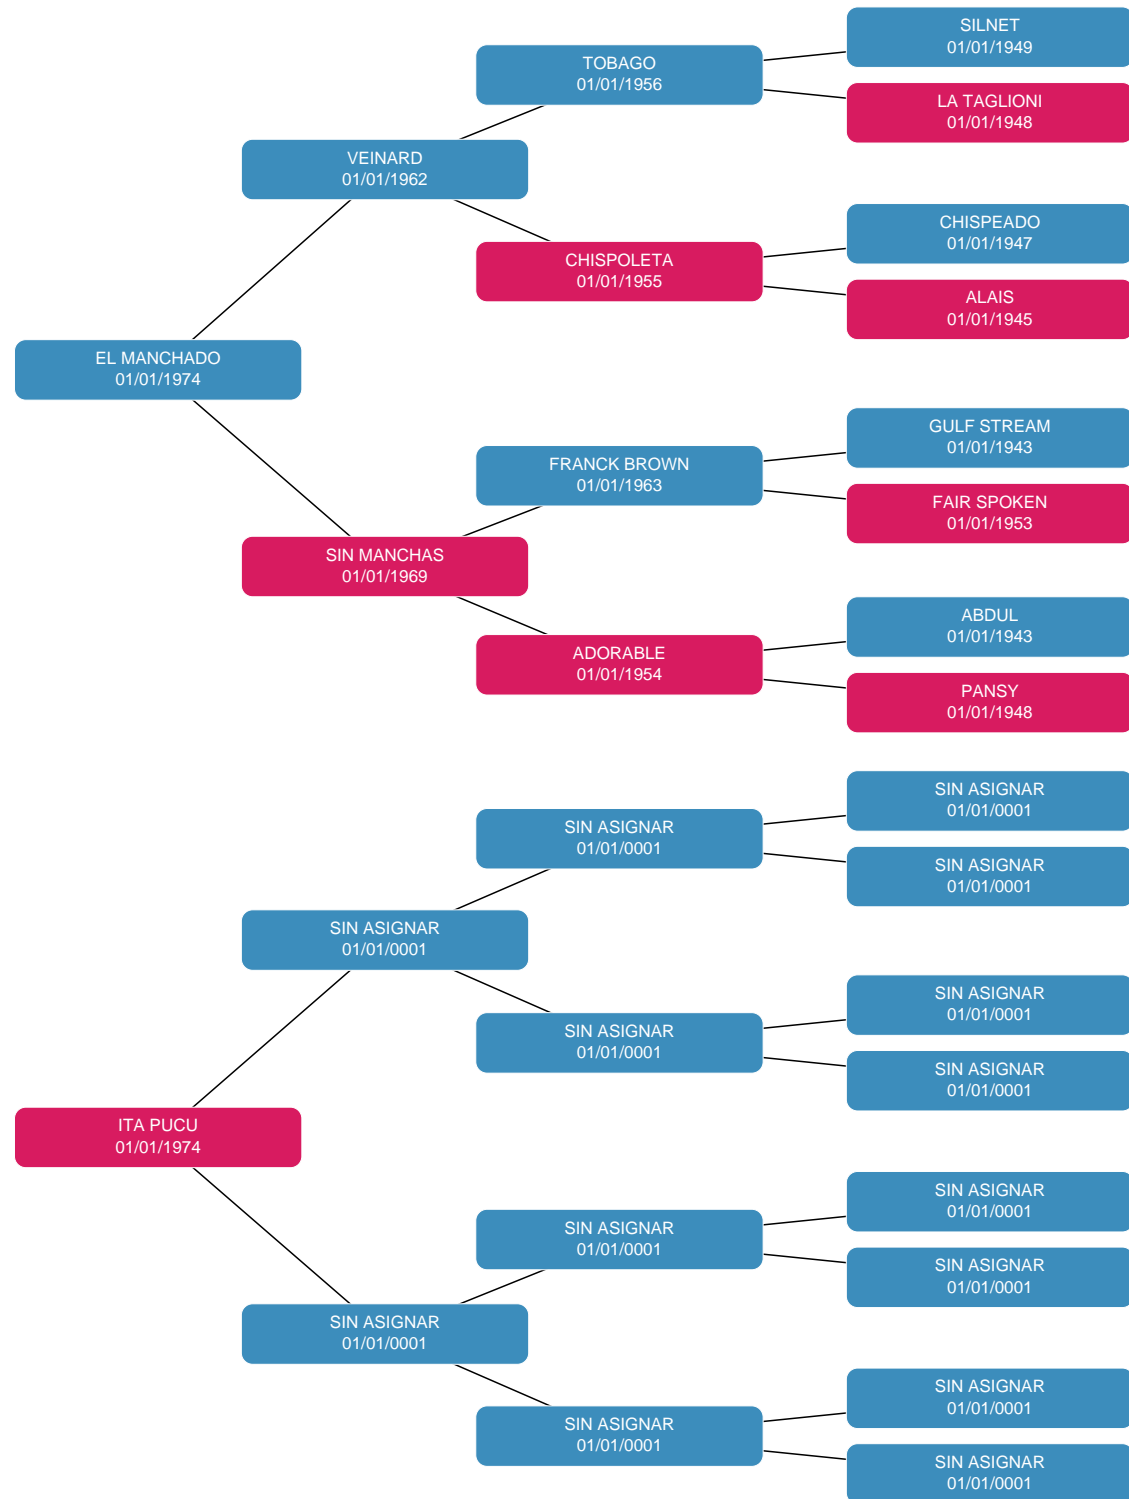 SILNET
01/01/1949
TOBAGO
01/01/1956
LA TAGLIONI
01/01/1948
VEINARD
01/01/1962
CHISPEADO
01/01/1947
CHISPOLETA
01/01/1955
ALAIS
01/01/1945
EL MANCHADO
01/01/1974
GULF STREAM
01/01/1943
FRANCK BROWN
01/01/1963
FAIR SPOKEN
01/01/1953
SIN MANCHAS
01/01/1969
ABDUL
01/01/1943
ADORABLE
01/01/1954
PANSY
01/01/1948
SIN ASIGNAR
01/01/0001
SIN ASIGNAR
01/01/0001
SIN ASIGNAR
01/01/0001
SIN ASIGNAR
01/01/0001
SIN ASIGNAR
01/01/0001
SIN ASIGNAR
01/01/0001
SIN ASIGNAR
01/01/0001
ITA PUCU
01/01/1974
SIN ASIGNAR
01/01/0001
SIN ASIGNAR
01/01/0001
SIN ASIGNAR
01/01/0001
SIN ASIGNAR
01/01/0001
SIN ASIGNAR
01/01/0001
SIN ASIGNAR
01/01/0001
SIN ASIGNAR
01/01/0001